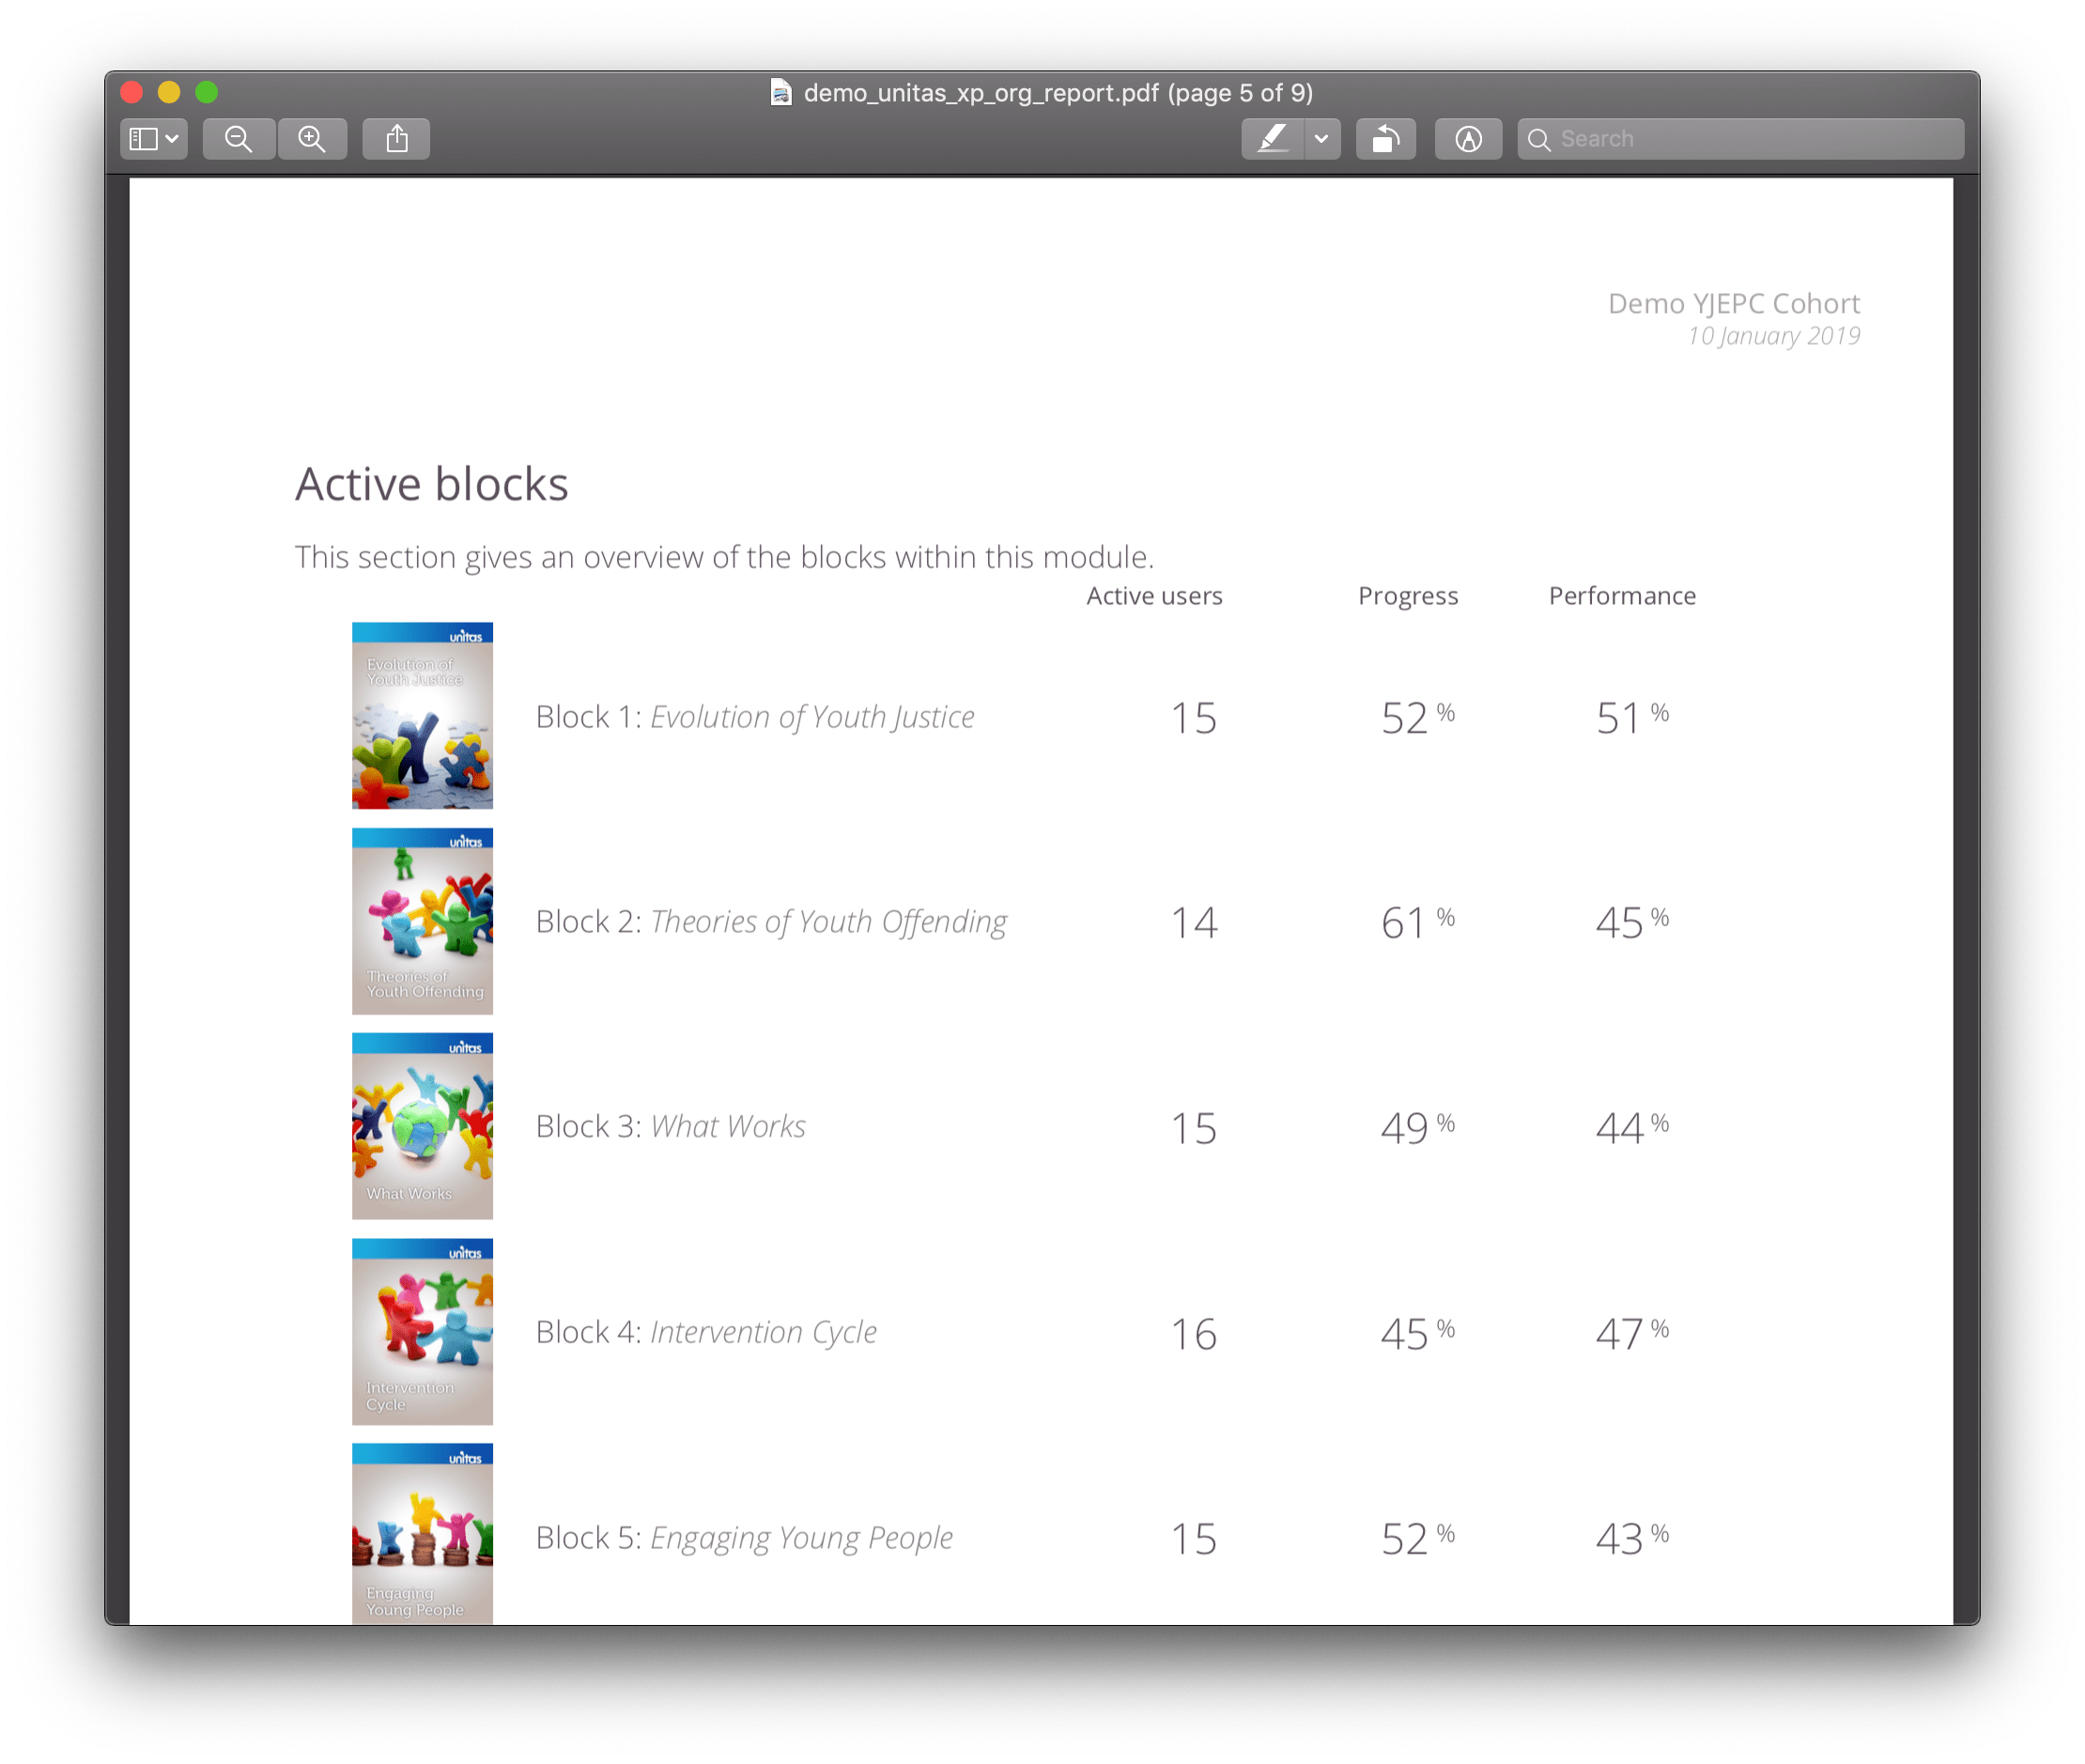 demo_unitas_xp_org_report.pdf (page 5 of 9)
Search
Demo YJEPC Cohort
10 January 2019
Active blocks
This section gives an overview of the blocks within this module.
Active users Progress Performance
unitas
Evolution of
Youth Justice
Block 1: Evolution of Youth Justice 15 52 % 51 %
unitas
Theories of
Youth Offending
Block 2: Theories of Youth Offending 14 61 % 45 %
unitas
What Works
Block 3: What Works 15 49 % 44 %
unitas
Intervention
Cycle
Block 4: Intervention Cycle 16 45 % 47 %
unitas
Engaging
Young People
Block 5: Engaging Young People 15 52 % 43 %